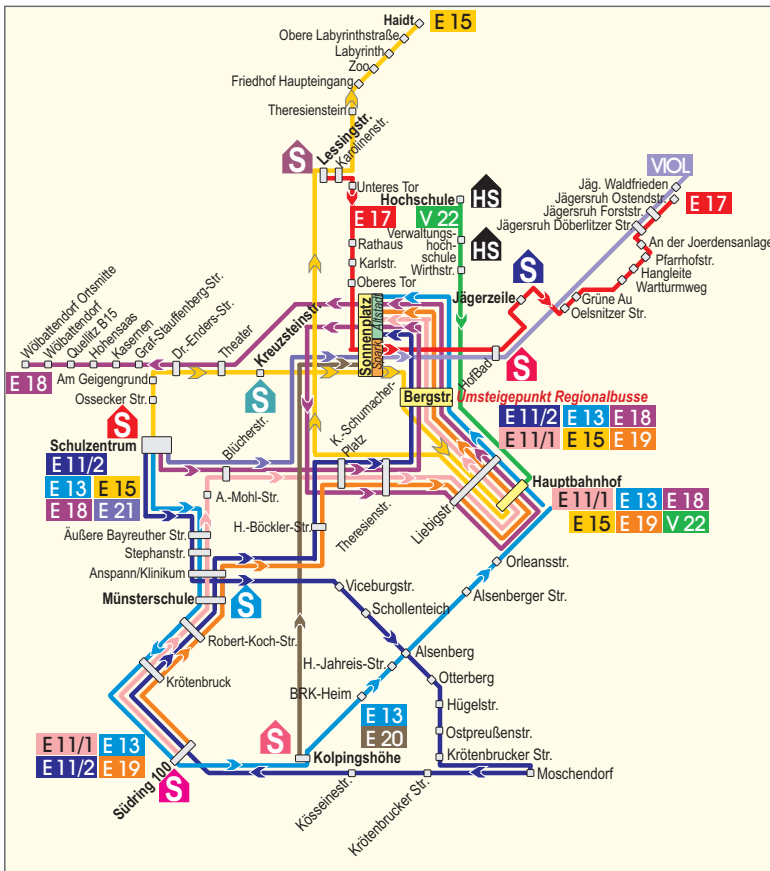 Haidt
E 15
Obere Labyrinthstraße
Labyrinth
Zoo
Friedhof Haupteingang
Theresienstein
Lessingstr.
Karolinenstr.
S
Unteres Tor
Hochschule
HS
E 17
V 22
Rathaus
Verwaltungs-
hoch-
schule
HS
Karlstr.
Wirthstr.
Oberes Tor
VIOL
Jäg. Waldfrieden
Jägersruh Ostendstr.
E 17
Jägersruh Forststr.
Jägersruh Döberlitzer Str.
An der Joerdensanlage
Pfarrhofstr.
Hangleite
Wartturmweg
S
Jägerzeile
Grüne Au
Oelsnitzer Str.
Wölbattendorf Ortsmitte
Wölbattendorf
Quellitz B15
Hohensaas
Kasernen
Graf-Stauffenberg-Str.
Dr.-Enders-Str.
Theater
Kreuzsteinstr.
Sonnenplatz
Spark
Altstadt
HofBad
S
E 18
Am Geigengrund
Ossecker Str.
S
S
Bergstr.
Umsteigepunkt Regionalbusse
E 11/2
E 13
E 18
E 11/1
E 15
E 19
Schulzentrum
E 11/2
E 13
E 15
E 18
E 21
Blücherstr.
K.-Schumacher-
Platz
A.-Mohl-Str.
H.-Böckler-Str.
Theresienstr.
Liebigstr.
Hauptbahnhof
E 11/1
E 13
E 18
E 15
E 19
V 22
Äußere Bayreuther Str.
Stephanstr.
Anspann/Klinikum
Münsterschule
S
Orleansstr.
Alsenberger Str.
Viceburgstr.
Schollenteich
Robert-Koch-Str.
Krötenbruck
Alsenberg
H.-Jahreis-Str.
BRK-Heim
Otterberg
Hügelstr.
Ostpreußenstr.
Krötenbrucker Str.
Moschendorf
E 13
E 20
S
Kolpingshöhe
E 11/1
E 13
E 11/2
E 19
Südring 100
S
Kösseinestr.
Krötenbrucker Str.